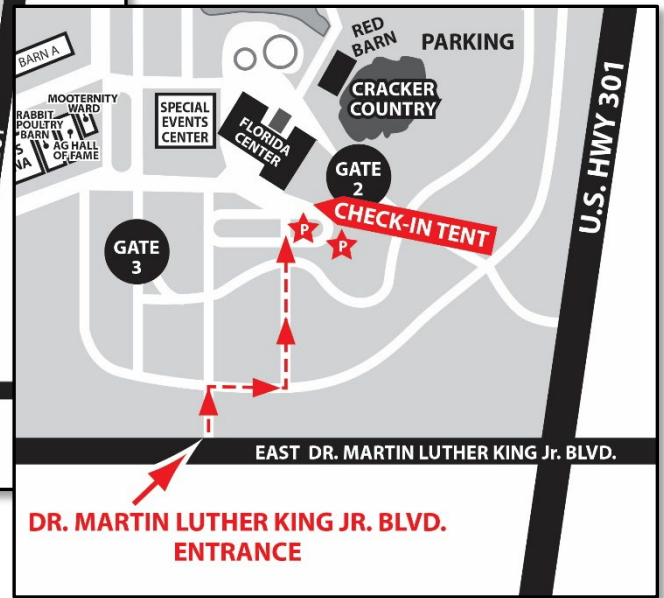 BARN A
RED
BARN
PARKING
CRACKER
COUNTRY
U.S. HWY 301
MOOTERNITY
WARD
RABBIT
POULTRY
BARN
AG HALL
OF FAME
SPECIAL
EVENTS
CENTER
FLORIDA
CENTER
GATE
2
CHECK-IN TENT
P
P
GATE
3
EAST DR. MARTIN LUTHER KING Jr. BLVD.
DR. MARTIN LUTHER KING JR. BLVD.
ENTRANCE